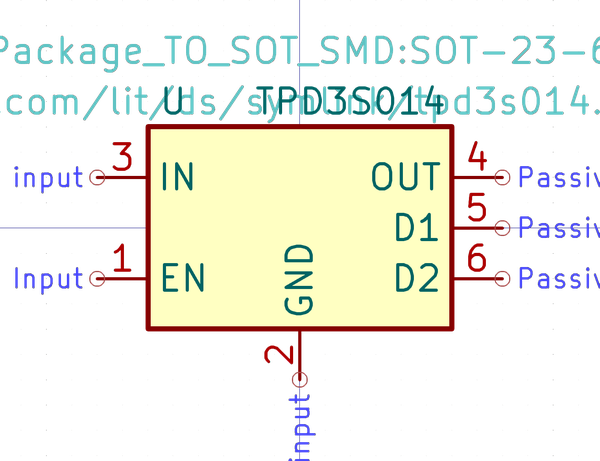 Package_TO_SOT_SMD:SOT-23-6
.com/lit/ds/symlink/tpd3s014.
U TPD3S014
input 3 IN OUT 4 Passiv
D1 5 Passiv
Input 1 EN D2 6 Passiv
GND
2
input